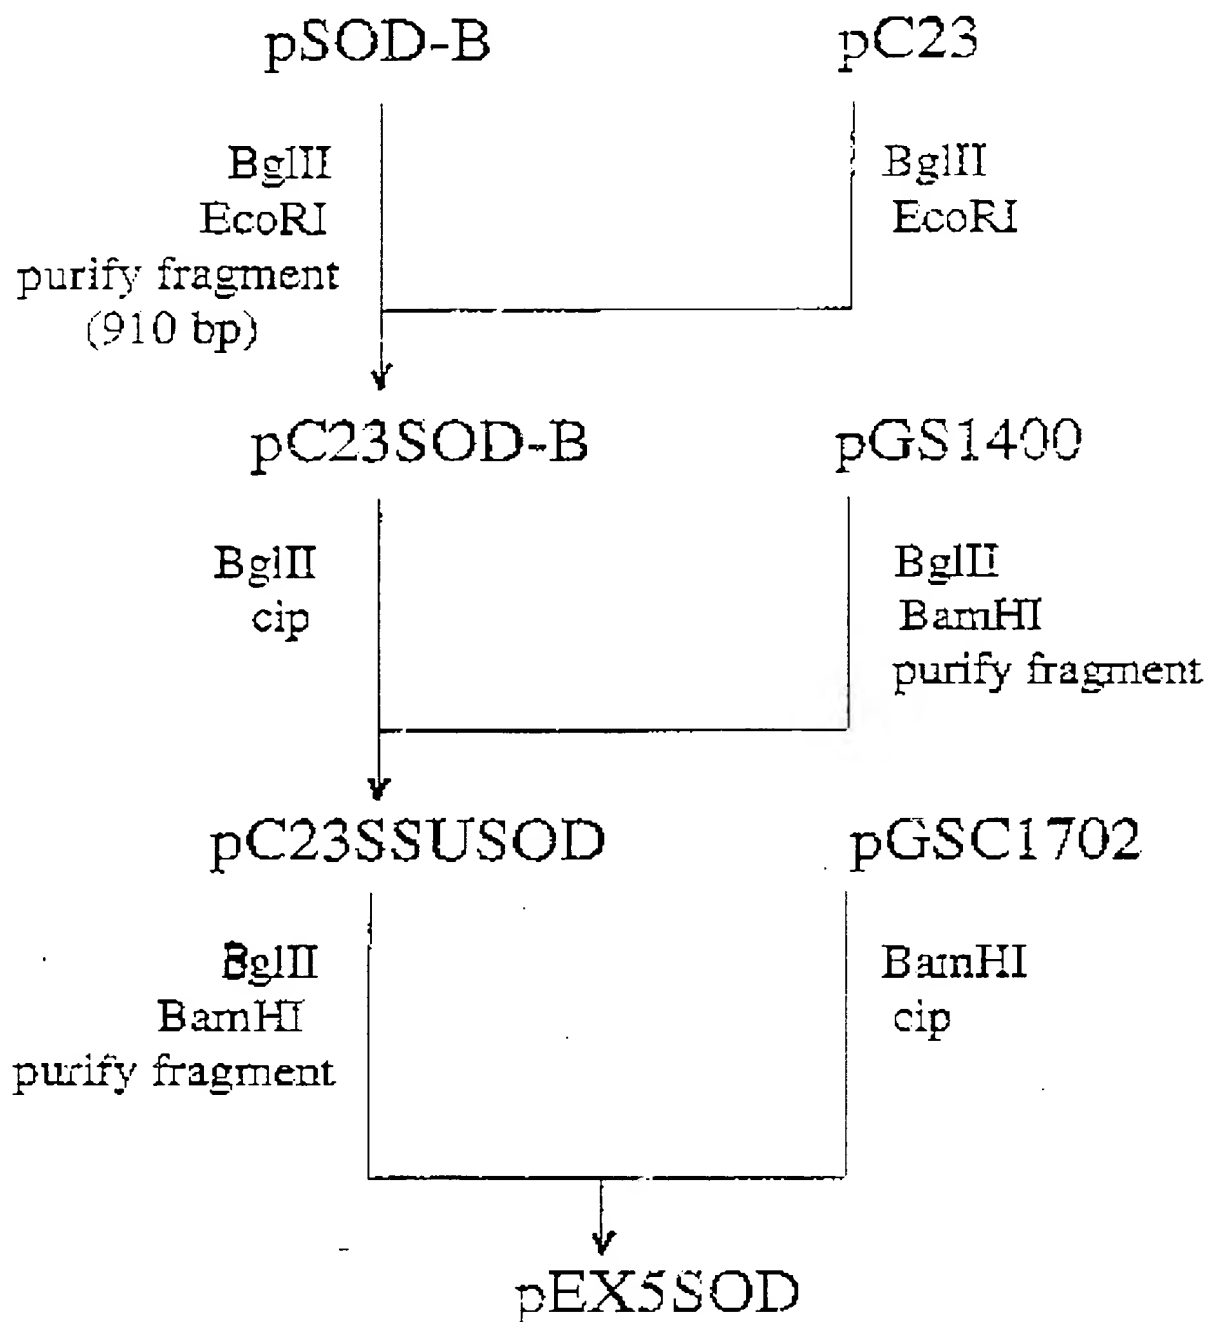 pSOD-B
pC23
BglII
EcoRI
purify fragment
(910 bp)
BglII
EcoRI
pC23SOD-B
pGS1400
BglII
cip
BglII
BamHI
purify fragment
pC23SSUSOD
pGSC1702
BglII
BamHI
purify fragment
BamHI
cip
pEX5SOD